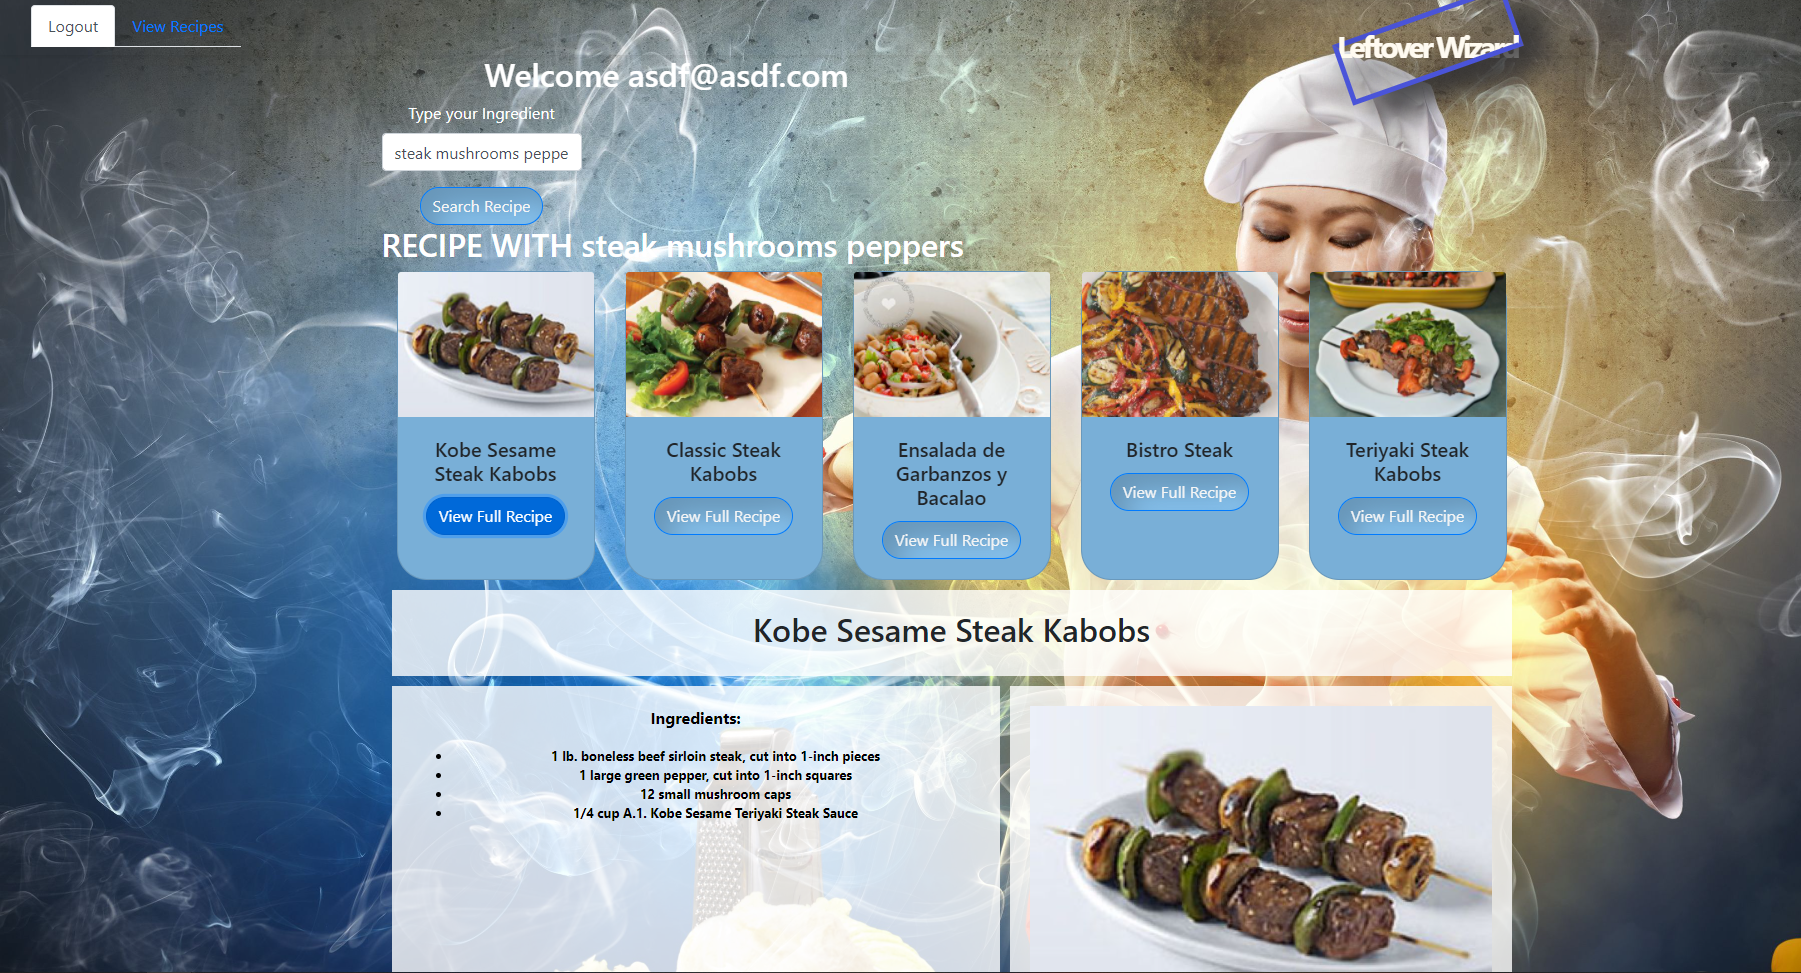 Logout
View Recipes
Leftover Wizard
Welcome asdf@asdf.com
Type your Ingredient
steak mushrooms peppe
Search Recipe
RECIPE WITH steak mushrooms peppers
Kobe Sesame
Steak Kabobs
View Full Recipe
Classic Steak
Kabobs
View Full Recipe
Ensalada de
Garbanzos y
Bacalao
View Full Recipe
Bistro Steak
View Full Recipe
Teriyaki Steak
Kabobs
View Full Recipe
Kobe Sesame Steak Kabobs
Ingredients:
1 lb. boneless beef sirloin steak, cut into 1-inch pieces
1 large green pepper, cut into 1-inch squares
12 small mushroom caps
1/4 cup A.1. Kobe Sesame Teriyaki Steak Sauce